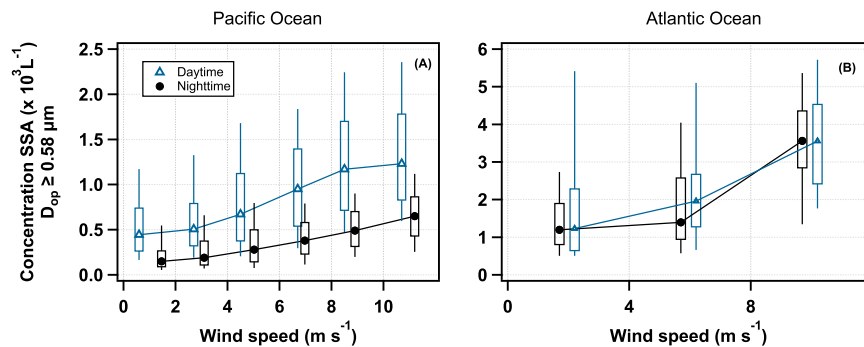 Pacific Ocean
Atlantic Ocean
Concentration SSA (x 10³L⁻¹)
Dₒₚ ≥ 0.58 µm
2.5
2.0
1.5
1.0
0.5
0.0
(A)
Daytime
Nighttime
0 2 4 6 8 10
Wind speed (m s⁻¹)
6
5
4
3
2
1
0
(B)
0 4 8
Wind speed (m s⁻¹)